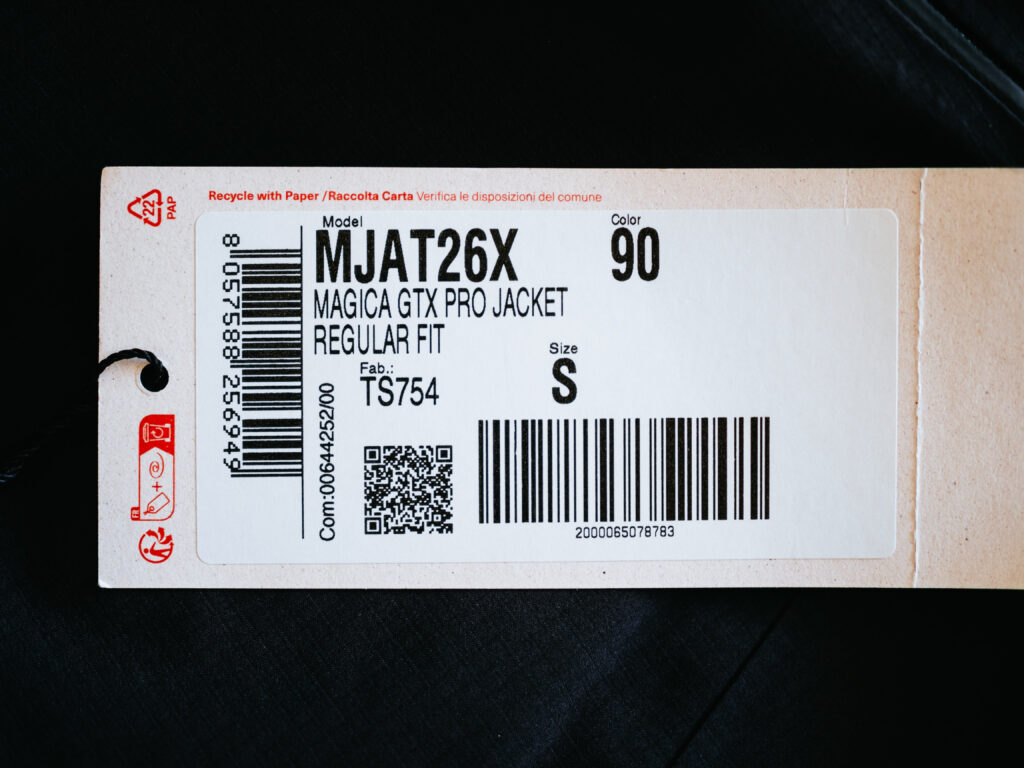 Recycle with Paper / Raccolta Carta Verifica le disposizioni del comune
22
PAP
Model
MJAT26X
Color
90
MAGICA GTX PRO JACKET
REGULAR FIT
Fab.:
TS754
Size
S
8 057588 256949
Com:00644252/00
2000065078783
FR